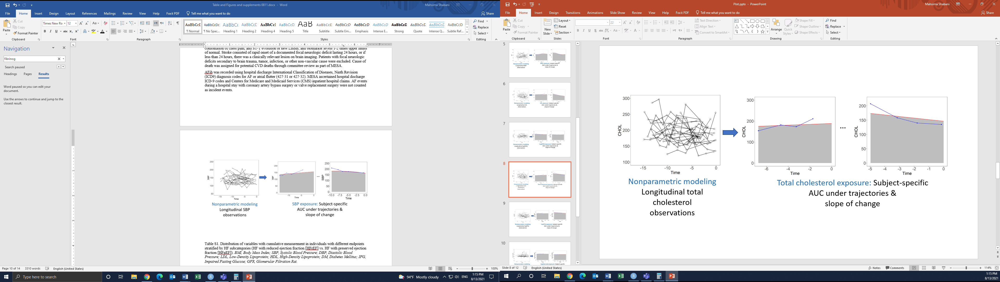 Table and Figures and supplements 0811.docx - Word
Mahsima Shabani
File Home Insert Design Layout References Mailings Review View Help Foxit PDF Tell me what you want to do Share
Paste
Cut
Copy
Format Painter
Times New Ro 12
AaBbCcI AaBbCcDc AaBbCc AaBbCcD AaBbCc AaBbCcD AaB AaBbCcD AaBbCcD AaBbCcD AaBbCcD AaBbCcD AaBbCcD AaBbCcD AaBbCcD
¶ Normal ¶ No Spac... Heading 1 Heading 2 Heading 4 Heading 5 Title Subtitle Subtle Em... Emphasis Intense E... Strong Quote Intense Q... Subtle Ref...
Find
Replace
Select
Clipboard Font Paragraph Styles Editing
Navigation
fibrinog
Search paused
Headings Pages Results
Word paused so you can edit your
document.
Use the arrows to continue and jump to the
closest result.
combination of chest pain, and ST-T evolution or new LBBB, and biomarker levels 1-2 times upper limits
of normal. Stroke consisted of rapid onset of a documented focal neurologic deficit lasting 24 hours, or if
less than 24 hours, there was a clinically relevant lesion on brain imaging. Patients with focal neurologic
deficits secondary to brain trauma, tumor, infection, or other non-vascular cause were excluded. Cause of
death was assigned for potential CVD deaths through committee review as part of MESA.
AFib was recorded using hospital discharge International Classification of Diseases, Ninth Revision
(ICD9) diagnosis codes for AF or atrial flutter (427·31 or 427·32). MESA ascertained hospital discharge
ICD-9 codes and Centers for Medicare and Medicaid Services (CMS) inpatient hospital claims. AF events
during a hospital stay with coronary artery bypass surgery or valve replacement surgery were not counted
as incident events.
SBP
250
200
150
100
50
-15 -10 -5 0
Time
SBP
200
150
100
50
0
-10 -5 0
Time
...
SBP
250
200
150
100
50
0
-10.0 -7.5 -5.0 -2.5 0.0
Time
Nonparametric modeling
Longitudinal SBP
observations
SBP exposure: Subject-specific
AUC under trajectories &
slope of change
Table S1. Distribution of variables with cumulative measurement in individuals with different endpoints
stratified by HF subcategories (HF with reduced ejection fraction [HFrEF] vs. HF with preserved ejection
fraction [HFpEF]). BMI, Body Mass Index; SBP, Systolic Blood Pressure; DBP, Diastolic Blood
Pressure; LDL, Low-Density Lipoprotein; HDL, High-Density Lipoprotein; DM, Diabetes Mellitus; IFG,
Impaired Fasting Glucose; GFR, Glomerular Filtration Rat.
Page 10 of 14 3310 words English (United States) 100%
Type here to search
94°F Mostly cloudy ENG
1:15 PM
8/13/2021
Plot.pptx - PowerPoint
Mahsima Shabani
File Home Insert Design Transitions Animations Slide Show Review View Help Foxit PDF Tell me what you want to do Share
Paste
Cut
Copy
Format Painter
New
Slide
Layout
Reset
Section
22
Text Direction
Align Text
Convert to SmartArt
Arrange
Quick
Styles
Shape Fill
Shape Outline
Shape Effects
Find
Replace
Select
Clipboard Slides Font Paragraph Drawing Editing
5
6
7
8
9
10
CHOL
300
250
200
150
100
-15 -10 -5 0
Time
CHOL
300
200
100
0
-6 -4 -2 0
Time
...
CHOL
200
150
100
50
0
-5 -4 -3 -2 -1 0
Time
Nonparametric modeling
Longitudinal total
cholesterol
observations
Total cholesterol exposure: Subject-specific
AUC under trajectories &
slope of change
Slide 8 of 12 English (United States) Notes Comments 114%
1:15 PM
8/13/2021